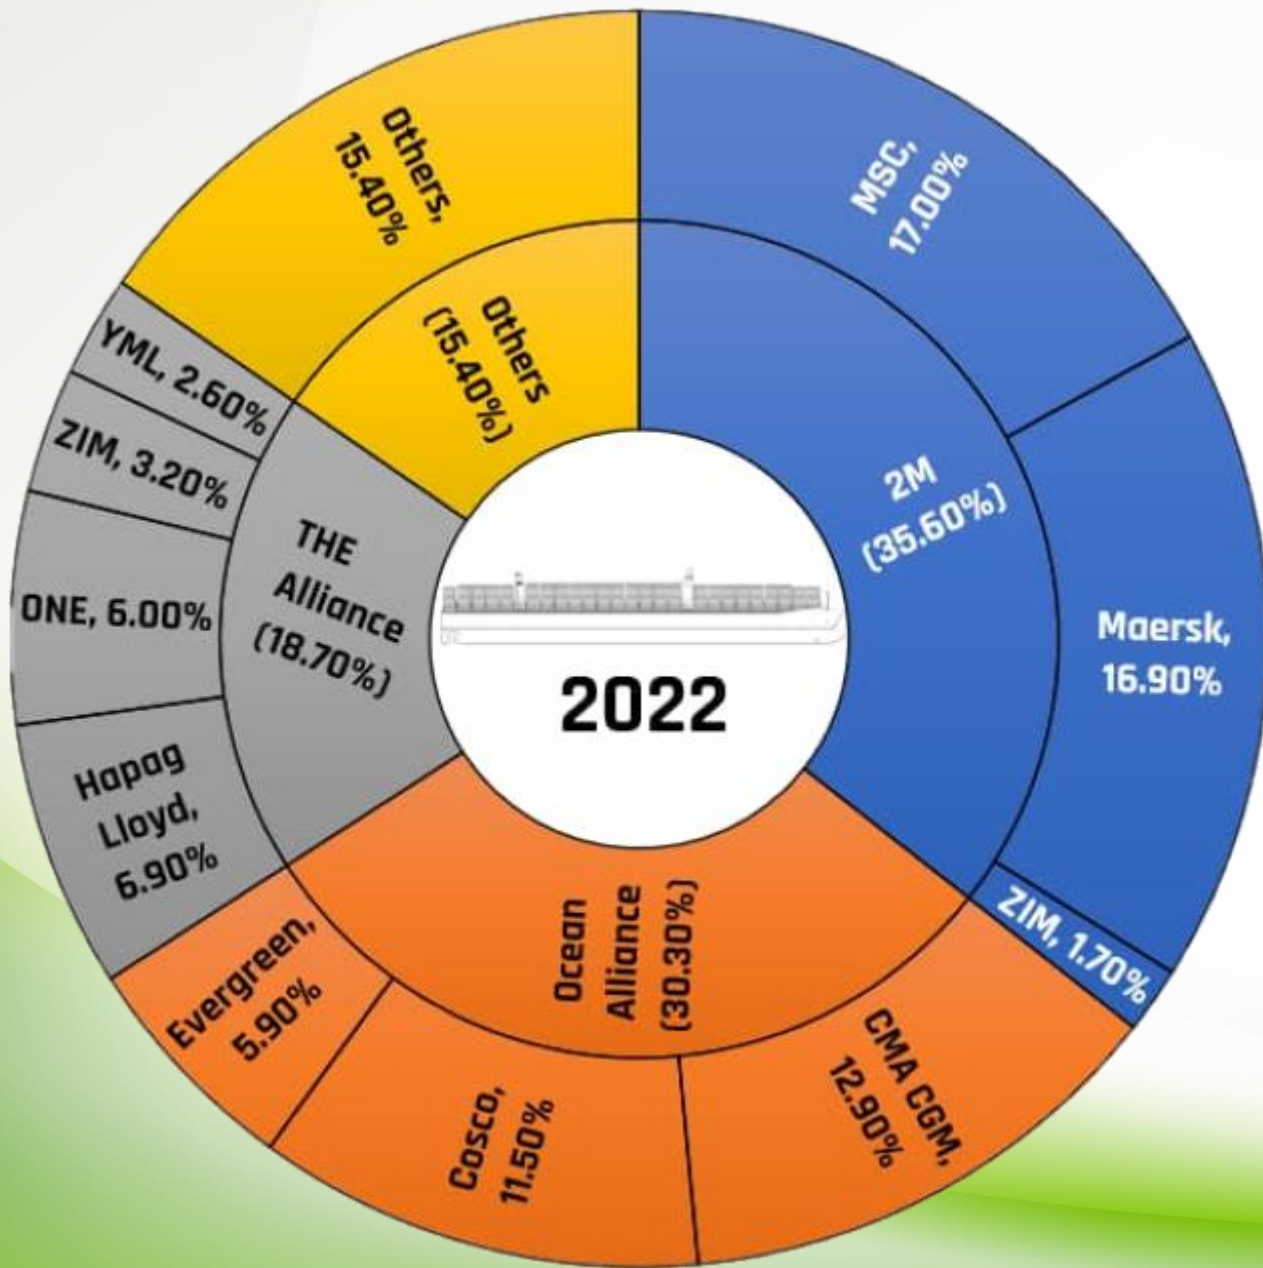 2022
2M
(35.60%)
MSC,
17.00%
Maersk,
16.90%
ZIM, 1.70%
Ocean
Alliance
(30.30%)
CMA CGM,
12.90%
Cosco,
11.50%
Evergreen,
5.90%
THE
Alliance
(18.70%)
Hapag
Lloyd,
6.90%
ONE, 6.00%
ZIM, 3.20%
YML, 2.60%
Others
(15.40%)
Others,
15.40%